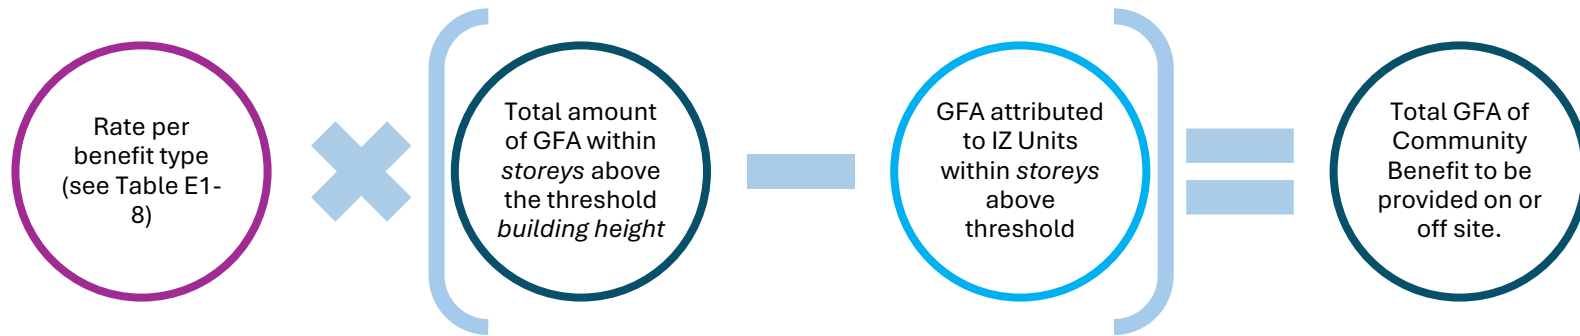 Rate per
benefit type
(see Table E1-
8)
Total amount
of GFA within
storeys above
the threshold
building height
GFA attributed
to IZ Units
within storeys
above
threshold
Total GFA of
Community
Benefit to be
provided on or
off site.